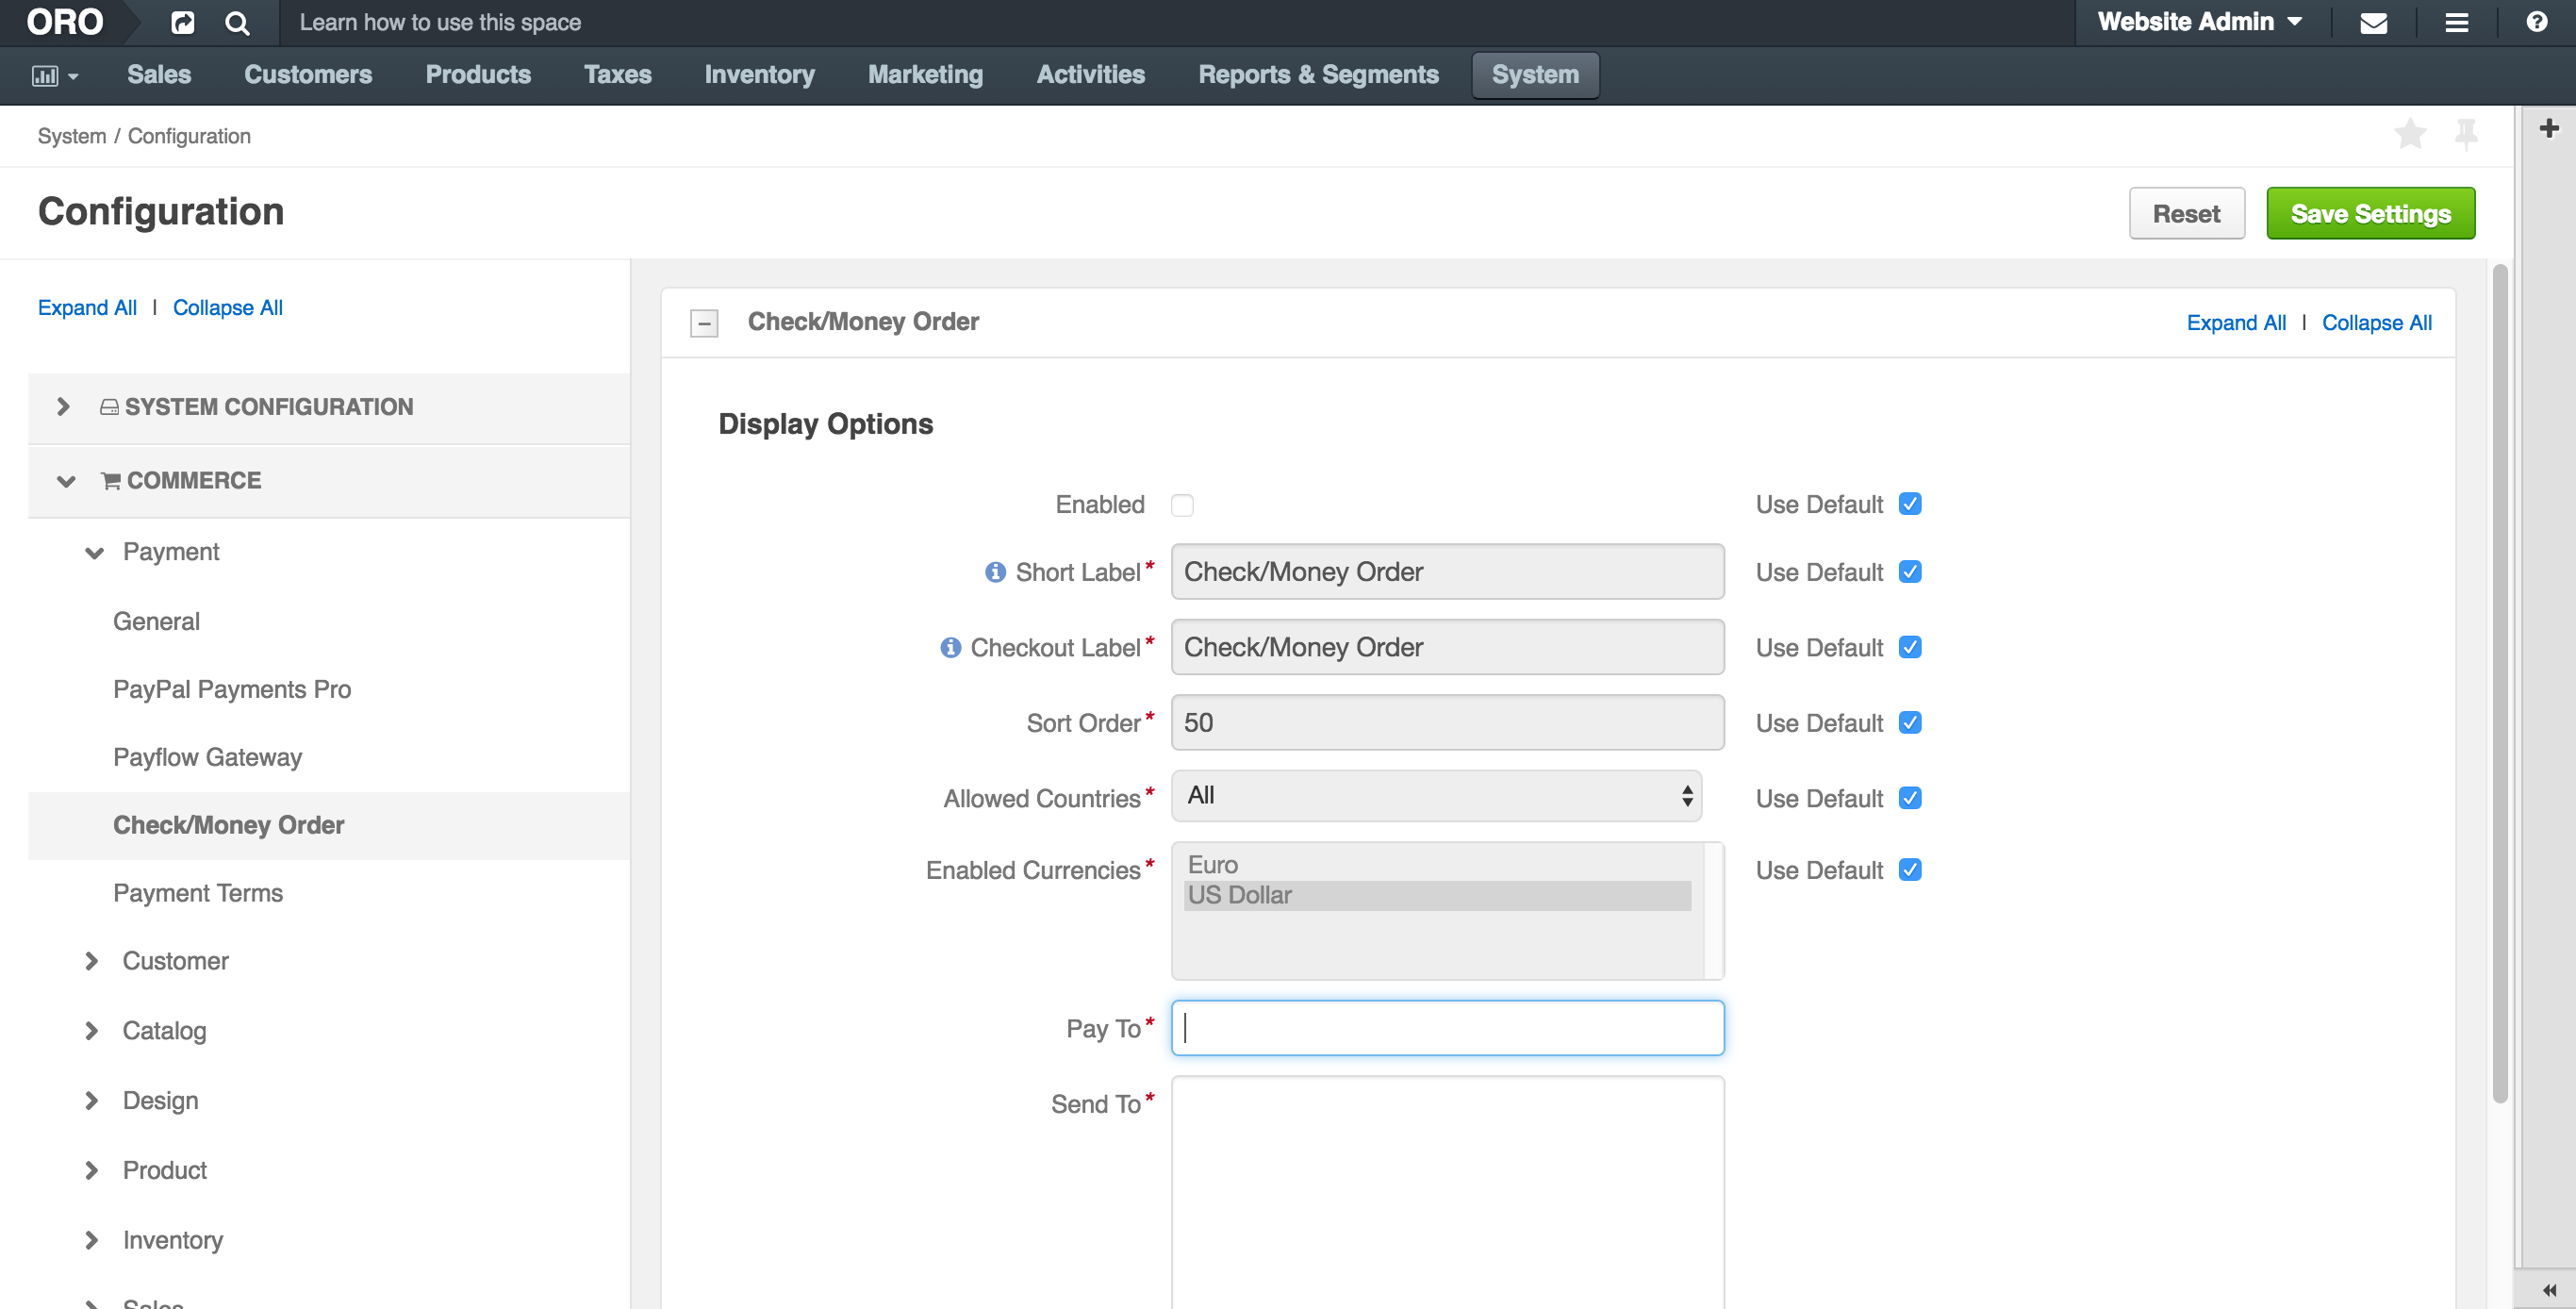 ORO Learn how to use this space Website Admin
Sales Customers Products Taxes Inventory Marketing Activities Reports & Segments System
System / Configuration
Configuration Reset Save Settings
Expand All | Collapse All
SYSTEM CONFIGURATION
COMMERCE
Payment
General
PayPal Payments Pro
Payflow Gateway
Check/Money Order
Payment Terms
Customer
Catalog
Design
Product
Inventory
Sales
Check/Money Order Expand All | Collapse All
Display Options
Enabled Use Default
Short Label* Check/Money Order Use Default
Checkout Label* Check/Money Order Use Default
Sort Order* 50 Use Default
Allowed Countries* All Use Default
Enabled Currencies* Euro Use Default
US Dollar
Pay To*
Send To*